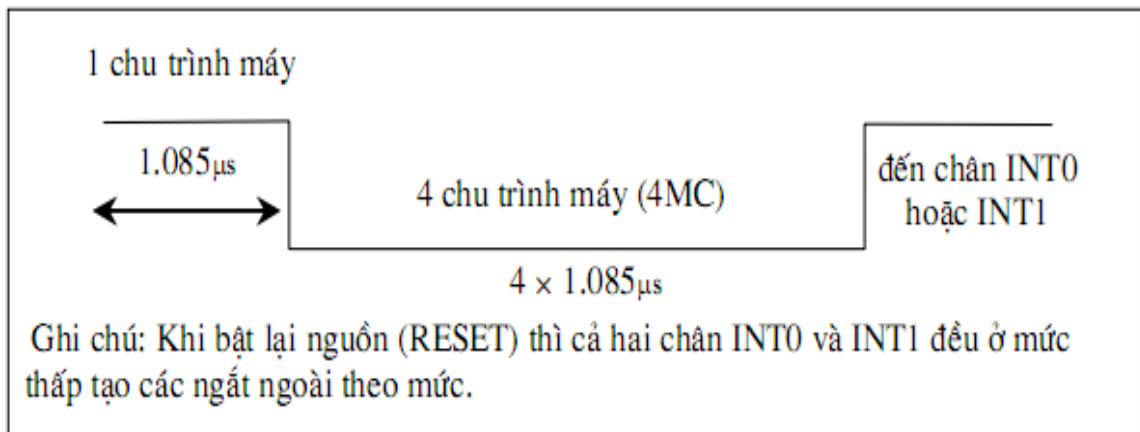 1 chu trình máy
1.085μs
4 chu trình máy (4MC)
đến chân INT0
hoặc INT1
4 × 1.085μs
Ghi chú: Khi bật lại nguồn (RESET) thì cả hai chân INT0 và INT1 đều ở mức
thấp tạo các ngắt ngoài theo mức.